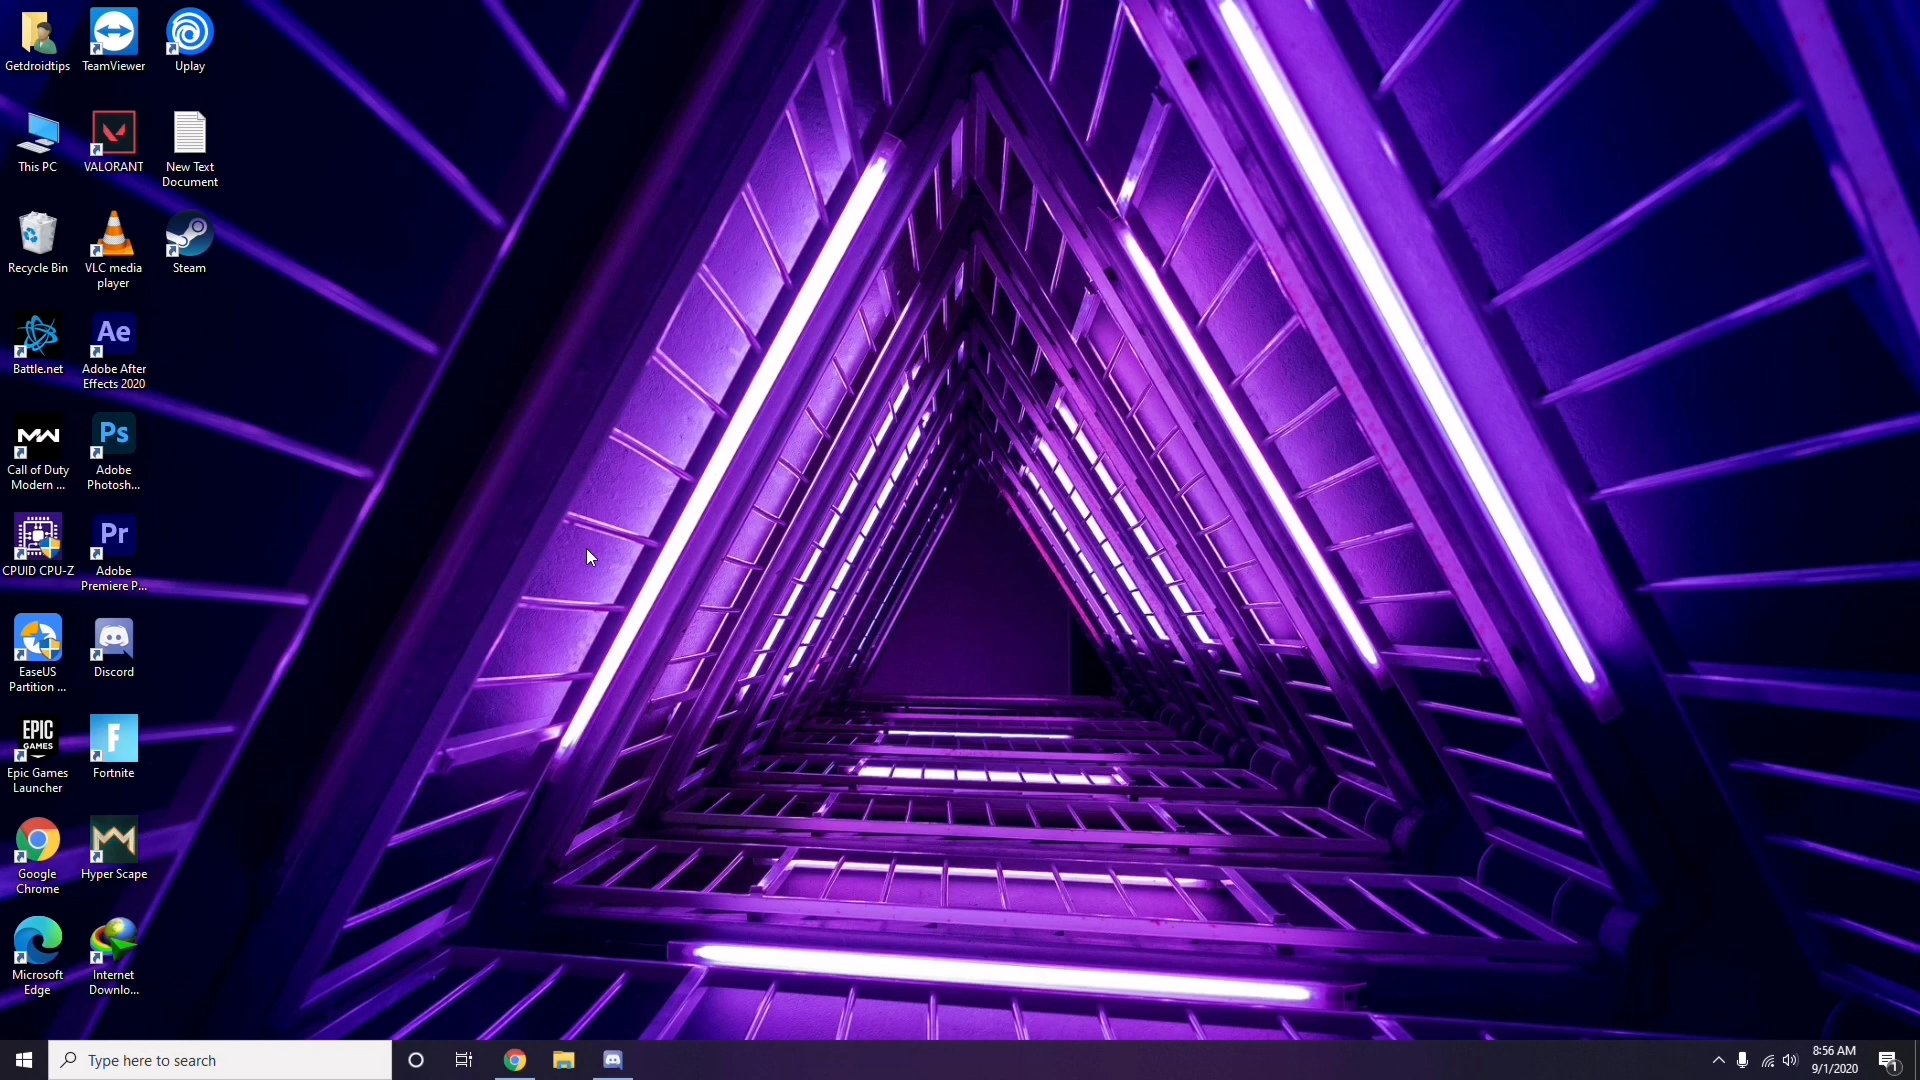 Getdroidtips
TeamViewer
Uplay
This PC
VALORANT
New Text
Document
Recycle Bin
VLC media
player
Steam
Battle.net
Ae
Adobe After
Effects 2020
MW
Call of Duty
Modern ...
Ps
Adobe
Photosh...
CPUID CPU-Z
Pr
Adobe
Premiere P...
EaseUS
Partition ...
Discord
EPIC
GAMES
Epic Games
Launcher
F
Fortnite
Google
Chrome
Hyper Scape
Microsoft
Edge
Internet
Downlo...
Type here to search
8:56 AM
9/1/2020
1